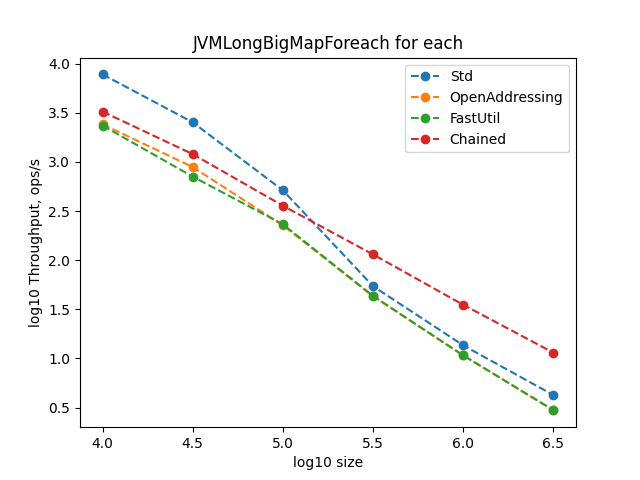 JVMLongBigMapForeach for each
Std
OpenAddressing
FastUtil
Chained
log10 Throughput, ops/s
4.0
3.5
3.0
2.5
2.0
1.5
1.0
0.5
4.0 4.5 5.0 5.5 6.0 6.5
log10 size